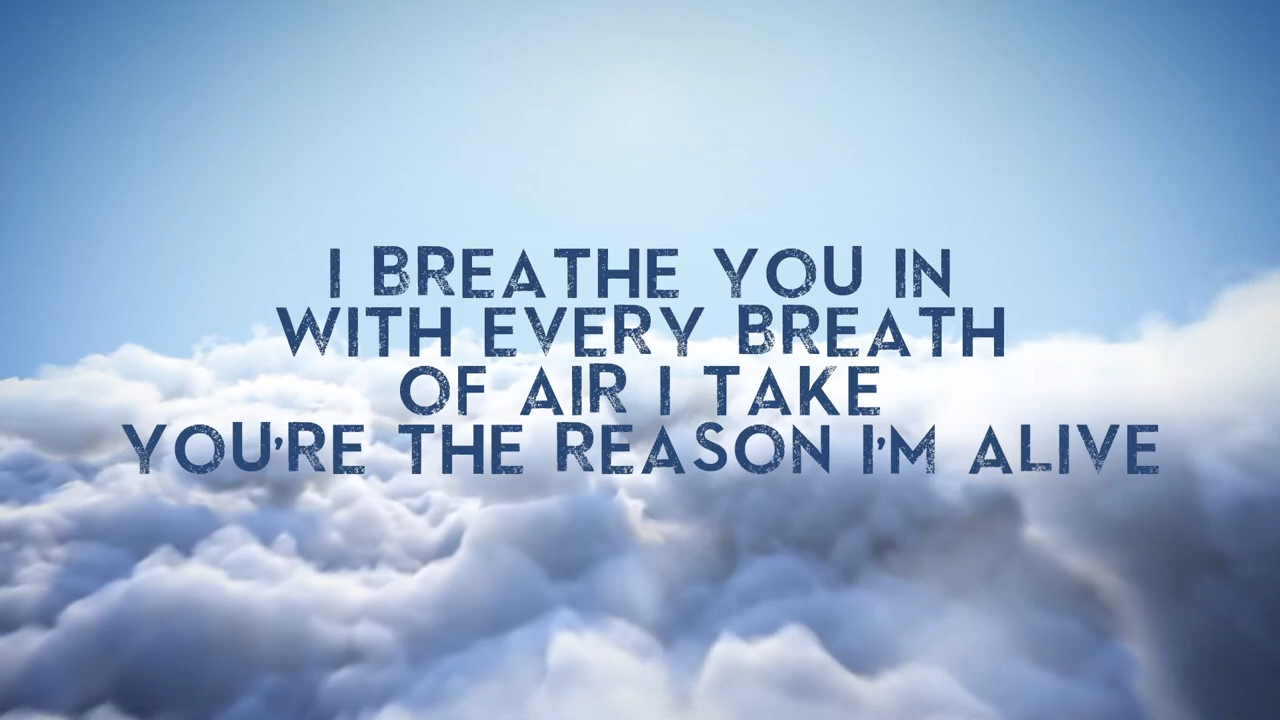 I BREATHE YOU IN
WITH EVERY BREATH
OF AIR I TAKE
YOU'RE THE REASON I'M ALIVE